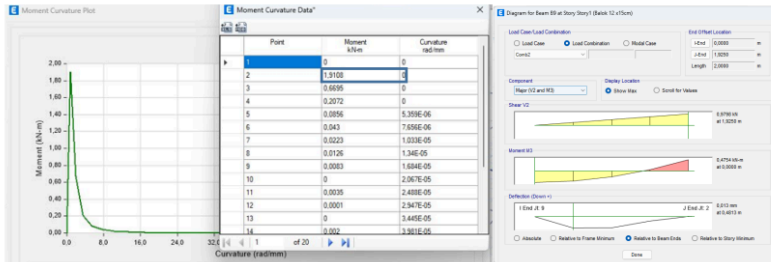 Moment Curvature Plot
2,00
1,80
1,60
1,40
1,20
1,00
0,80
0,60
0,40
0,20
0,00
Moment (kN-m)
0,0 8,0 16,0 24,0 32,0
Curvature (rad/mm)
Moment Curvature Data"
Point Moment kN-m Curvature rad/mm
1 0 0
2 1,9108 0
3 0,6695 0
4 0,2072 0
5 0,0856 5,359E-06
6 0,043 7,656E-06
7 0,0223 1,033E-05
8 0,0126 1,34E-05
9 0,0083 1,684E-05
10 0 2,067E-05
11 0,0035 2,488E-05
12 0,0001 2,947E-05
13 0 3,445E-05
14 0,002 3,981E-05
1 of 20
Diagram for Beam B9 at Story Story1 (Balok 12 x15cm)
Load Case/Load Combination
Load Case Load Combination Modal Case
Comb2
End Offset Location
I-End 0,0000 m
J-End 1,9250 m
Length 2,0000 m
Component
Major (V2 and M3)
Display Location
Show Max Scroll for Values
Shear V2
at 1,9250 m
Moment M3
0,4754 kN-m
at 0,0000 m
Deflection (Down +)
I End Jt: 9 J End Jt: 2
0,213 mm
at 0,4813 m
Absolute Relative to Frame Minimum Relative to Beam Ends Relative to Story Minimum
Done